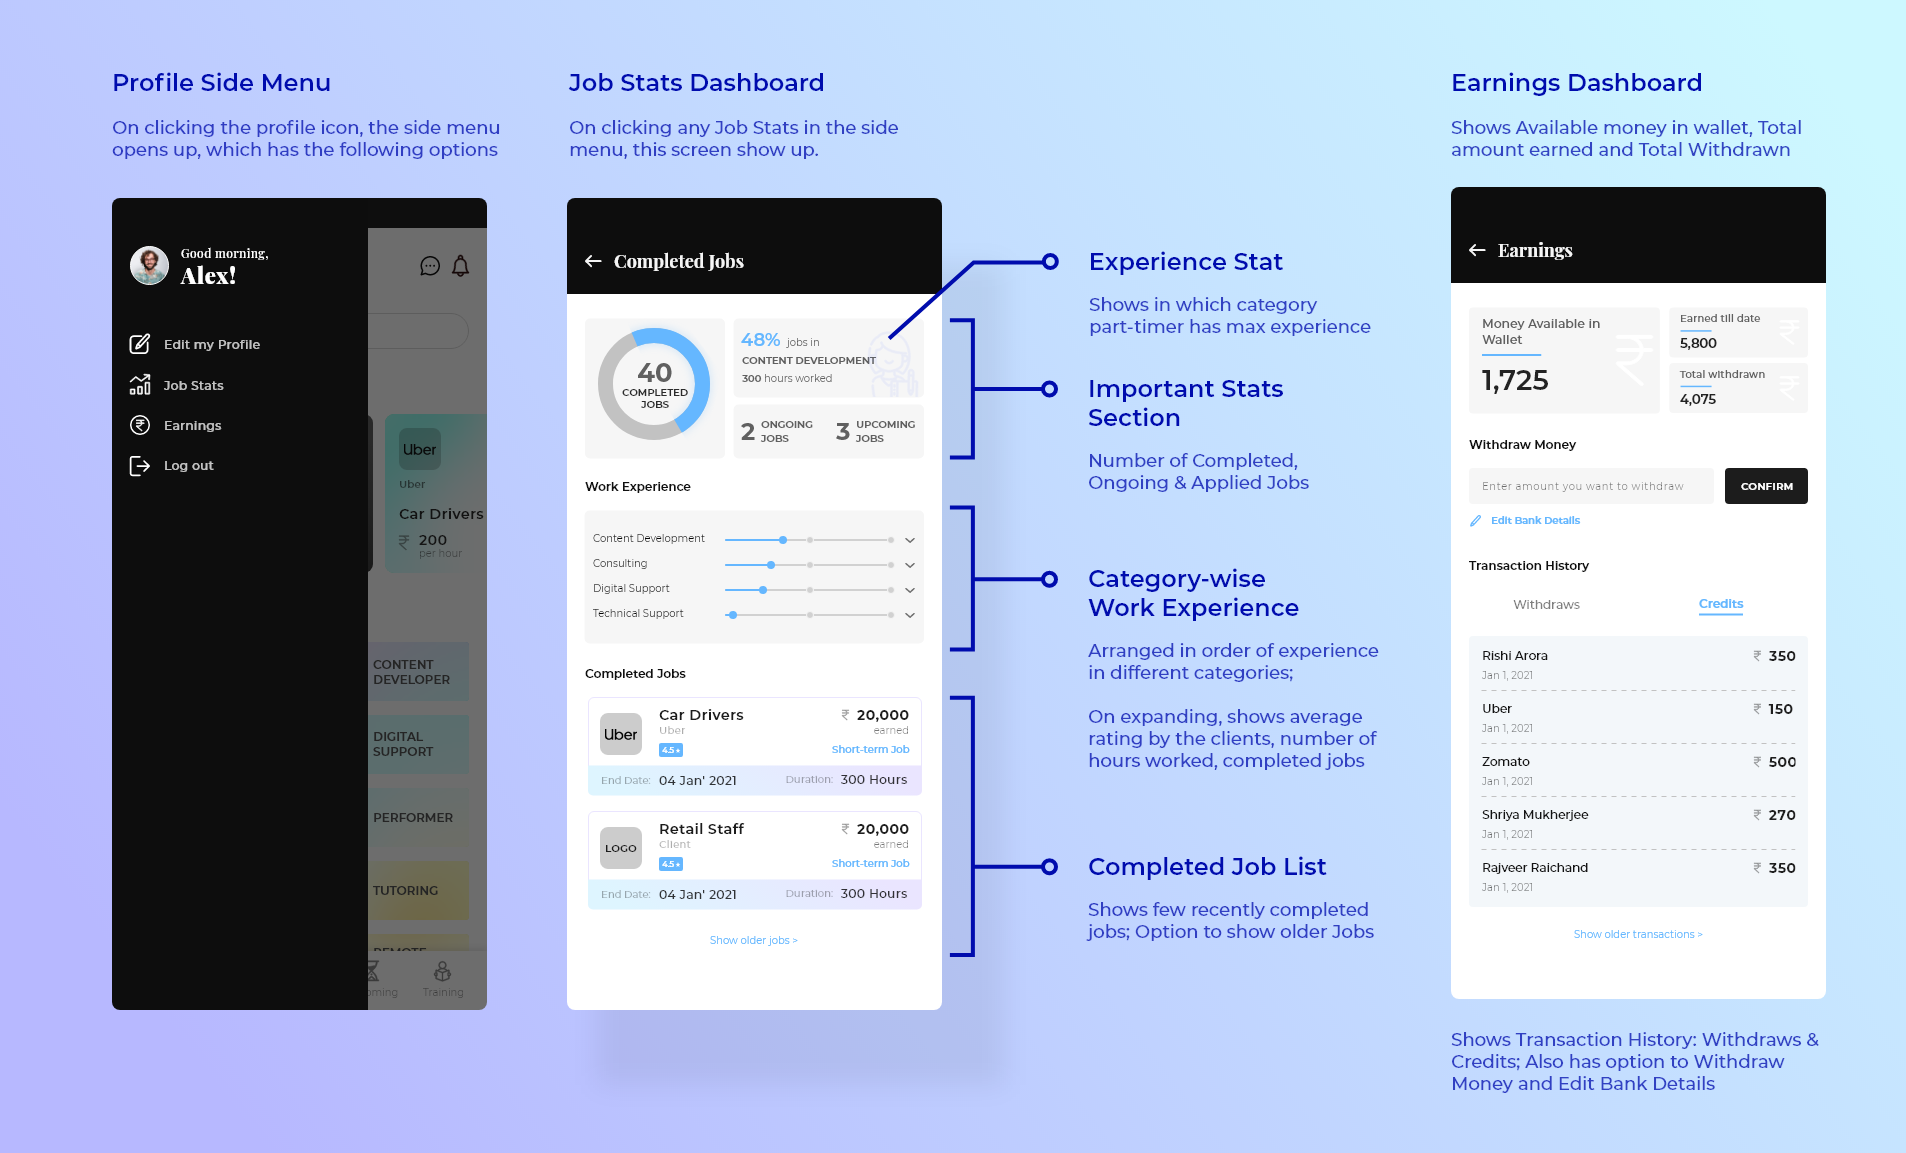 Profile Side Menu
On clicking the profile icon, the side menu
opens up, which has the following options
Good morning,
Alex!
Edit my Profile
Job Stats
Earnings
Log out
Uber
Uber
Car Drivers
₹ 200
per hour
CONTENT
DEVELOPER
DIGITAL
SUPPORT
PERFORMER
TUTORING
REMOTE
oming
Training
Job Stats Dashboard
On clicking any Job Stats in the side
menu, this screen show up.
Completed Jobs
40
COMPLETED
JOBS
48% jobs in
CONTENT DEVELOPMENT
300 hours worked
2 ONGOING
JOBS
3 UPCOMING
JOBS
Work Experience
Content Development
Consulting
Digital Support
Technical Support
Completed Jobs
Uber
Car Drivers
₹ 20,000
Uber
earned
4.5 ★
Short-term Job
End Date: 04 Jan' 2021
Duration: 300 Hours
LOGO
Retail Staff
₹ 20,000
Client
earned
4.5 ★
Short-term Job
End Date: 04 Jan' 2021
Duration: 300 Hours
Show older jobs >
Experience Stat
Shows in which category
part-timer has max experience
Important Stats
Section
Number of Completed,
Ongoing & Applied Jobs
Category-wise
Work Experience
Arranged in order of experience
in different categories;
On expanding, shows average
rating by the clients, number of
hours worked, completed jobs
Completed Job List
Shows few recently completed
jobs; Option to show older Jobs
Earnings Dashboard
Shows Available money in wallet, Total
amount earned and Total Withdrawn
Earnings
Money Available in
Wallet
1,725
₹
Earned till date
5,800
₹
Total withdrawn
4,075
₹
Withdraw Money
Enter amount you want to withdraw
CONFIRM
Edit Bank Details
Transaction History
Withdraws
Credits
Rishi Arora
₹ 350
Jan 1, 2021
Uber
₹ 150
Jan 1, 2021
Zomato
₹ 500
Jan 1, 2021
Shriya Mukherjee
₹ 270
Jan 1, 2021
Rajveer Raichand
₹ 350
Jan 1, 2021
Show older transactions >
Shows Transaction History: Withdraws &
Credits; Also has option to Withdraw
Money and Edit Bank Details